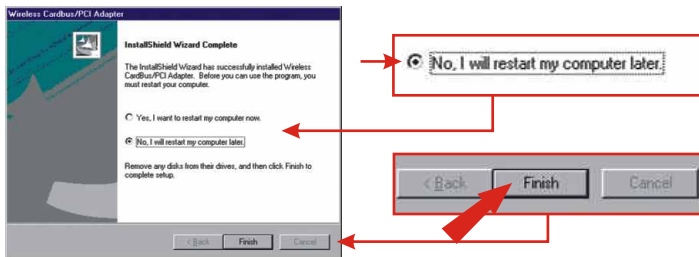 Wireless Cardbus/PCI Adapter
InstallShield Wizard Complete
The InstallShield Wizard has successfully installed Wireless
CardBus/PCI Adapter. Before you can use the program, you
must restart your computer.
Yes, I want to restart my computer now.
No, I will restart my computer later.
Remove any disks from their drives, and then click Finish to
complete setup.
< Back Finish Cancel
No, I will restart my computer later.
< Back Finish Cancel